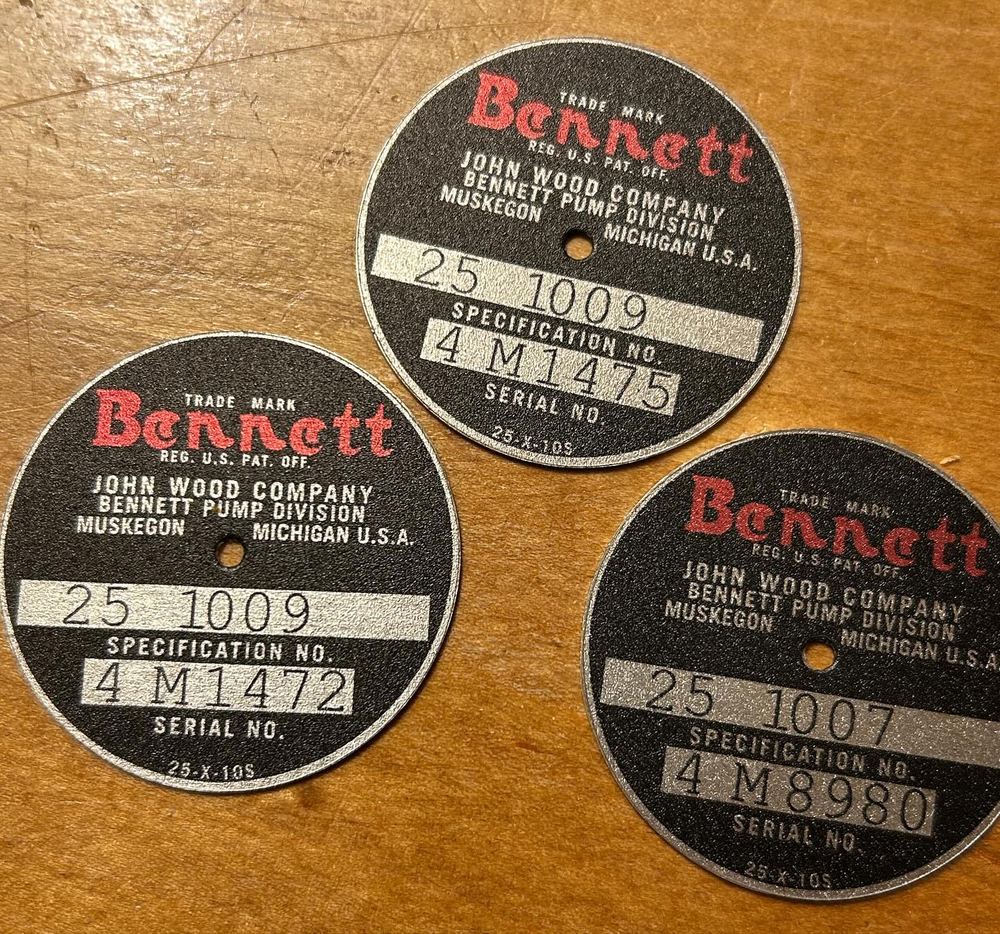 TRADE MARK
Bennett
REG. U.S. PAT. OFF.
JOHN WOOD COMPANY
BENNETT PUMP DIVISION
MUSKEGON MICHIGAN U.S.A.
25 1009
SPECIFICATION NO.
4 M1475
SERIAL NO.
25-X-10S
TRADE MARK
Bennett
REG. U.S. PAT. OFF.
JOHN WOOD COMPANY
BENNETT PUMP DIVISION
MUSKEGON MICHIGAN U.S.A.
25 1009
SPECIFICATION NO.
4 M1472
SERIAL NO.
25-X-10S
TRADE MARK
Bennett
REG. U.S. PAT. OFF.
JOHN WOOD COMPANY
BENNETT PUMP DIVISION
MUSKEGON MICHIGAN U.S.A
25 1007
SPECIFICATION NO.
4 M8980
SERIAL NO.
25-X-10S